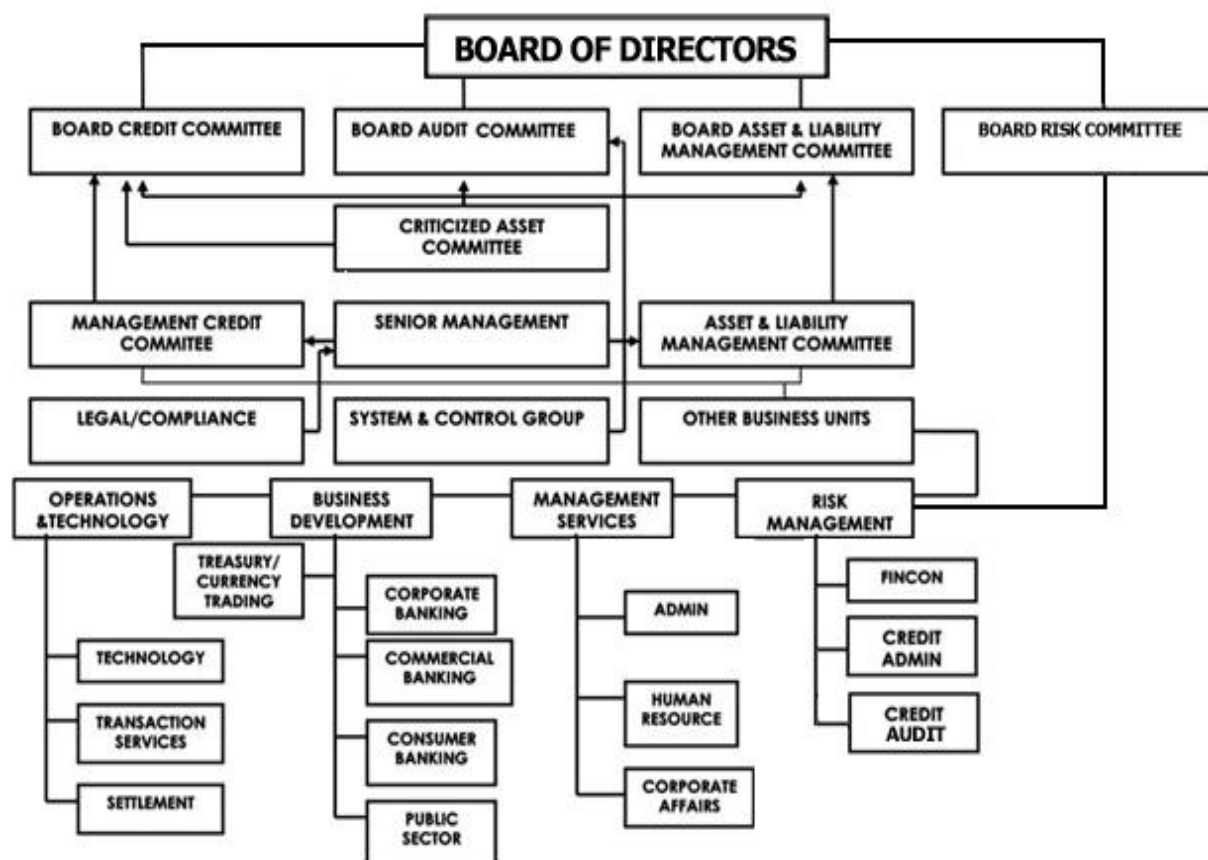 BOARD OF DIRECTORS
BOARD CREDIT COMMITTEE
BOARD AUDIT COMMITTEE
BOARD ASSET & LIABILITY
MANAGEMENT COMMITTEE
BOARD RISK COMMITTEE
CRITICIZED ASSET
COMMITTEE
MANAGEMENT CREDIT
COMMITEE
SENIOR MANAGEMENT
ASSET & LIABILITY
MANAGEMENT COMMITTEE
LEGAL/COMPLIANCE
SYSTEM & CONTROL GROUP
OTHER BUSINESS UNITS
OPERATIONS
&TECHNOLOGY
BUSINESS
DEVELOPMENT
MANAGEMENT
SERVICES
RISK
MANAGEMENT
TREASURY/
CURRENCY
TRADING
TECHNOLOGY
TRANSACTION
SERVICES
SETTLEMENT
CORPORATE
BANKING
COMMERCIAL
BANKING
CONSUMER
BANKING
PUBLIC
SECTOR
ADMIN
HUMAN
RESOURCE
CORPORATE
AFFAIRS
FINCON
CREDIT
ADMIN
CREDIT
AUDIT